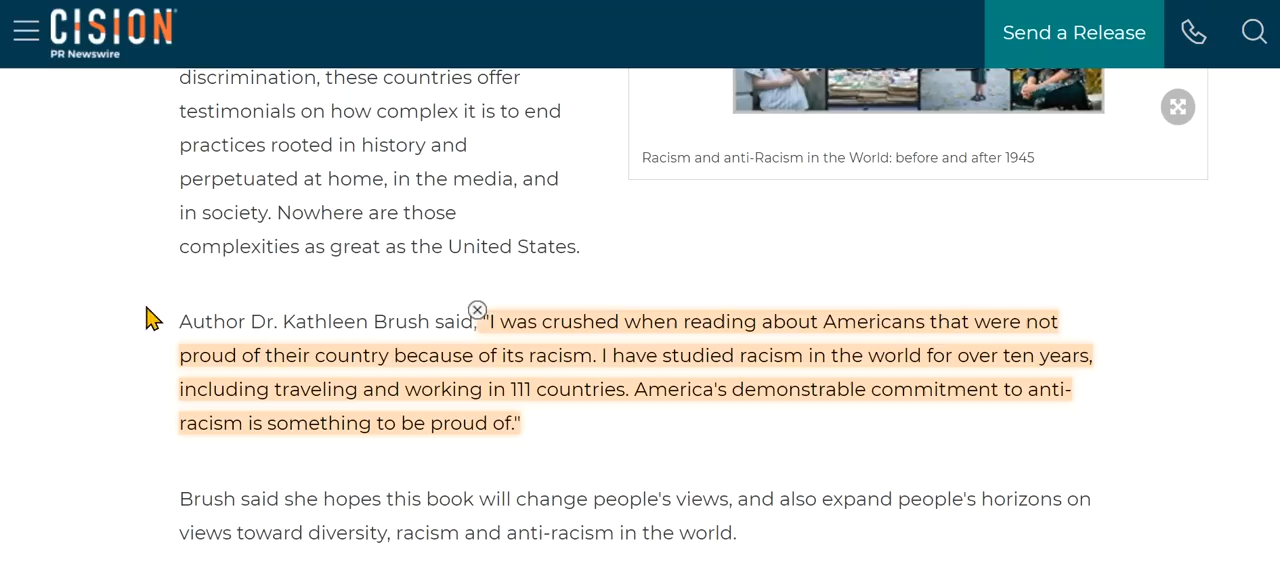 CISION
PR Newswire
Send a Release
discrimination, these countries offer
testimonials on how complex it is to end
practices rooted in history and
perpetuated at home, in the media, and
in society. Nowhere are those
complexities as great as the United States.
Racism and anti-Racism in the World: before and after 1945
Author Dr. Kathleen Brush said, "I was crushed when reading about Americans that were not
proud of their country because of its racism. I have studied racism in the world for over ten years,
including traveling and working in 111 countries. America's demonstrable commitment to anti-
racism is something to be proud of."
Brush said she hopes this book will change people's views, and also expand people's horizons on
views toward diversity, racism and anti-racism in the world.